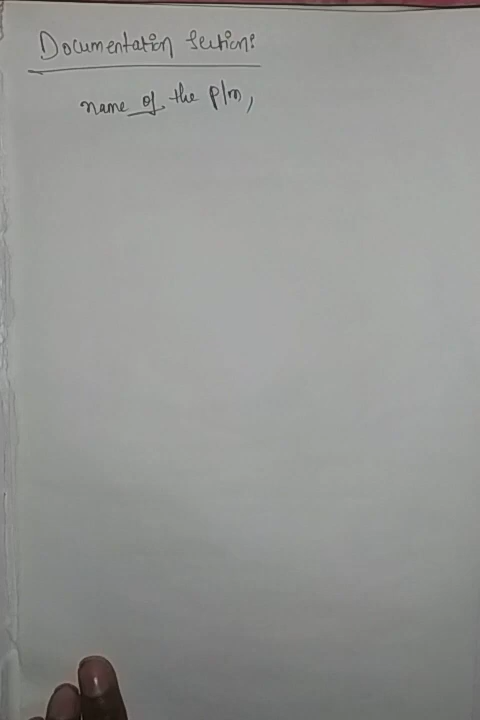 Documentation Section:
name of the p/m,